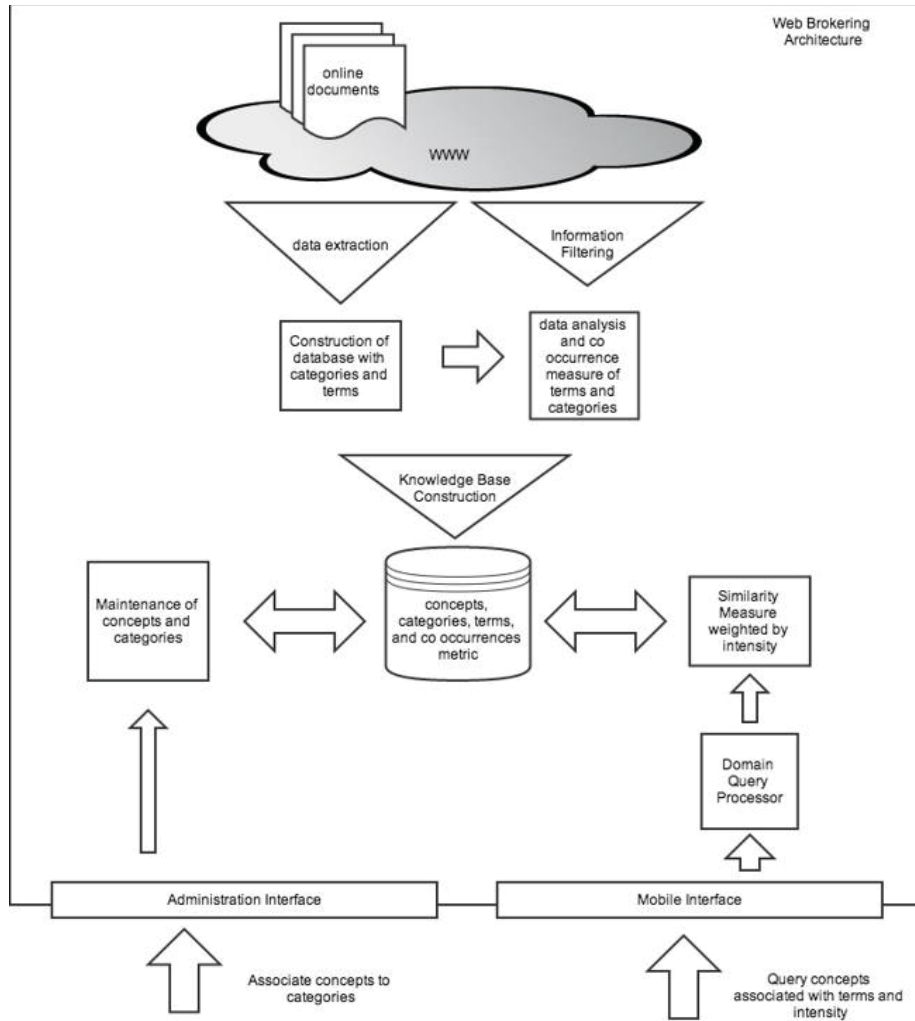 Web Brokering
Architecture
online
documents
WWW
data extraction
Information
Filtering
Construction of
database with
categories and
terms
data analysis
and co
occurrence
measure of
terms and
categories
Knowledge Base
Construction
Maintenance of
concepts and
categories
concepts,
categories, terms,
and co occurrences
metric
Similarity
Measure
weighted by
intensity
Domain
Query
Processor
Administration Interface
Mobile Interface
Associate concepts to
categories
Query concepts
associated with terms and
intensity